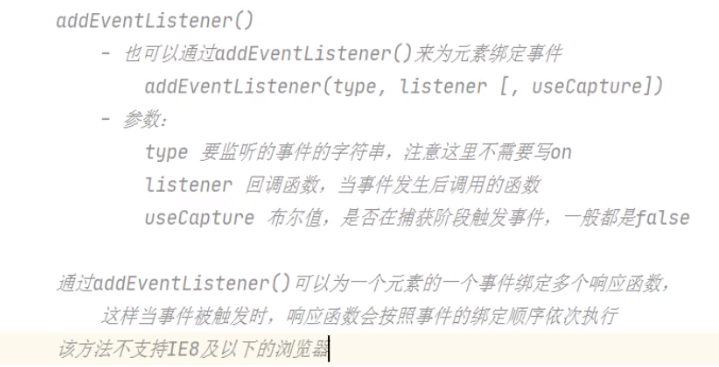 addEventListener()
- 也可以通过addEventListener()来为元素绑定事件
addEventListener(type, listener [, useCapture])
- 参数：
type 要监听的事件的字符串，注意这里不需要写on
listener 回调函数，当事件发生后调用的函数
useCapture 布尔值，是否在捕获阶段触发事件，一般都是false
通过addEventListener()可以为一个元素的一个事件绑定多个响应函数，
这样当事件被触发时，响应函数会按照事件的绑定顺序依次执行
该方法不支持IE8及以下的浏览器